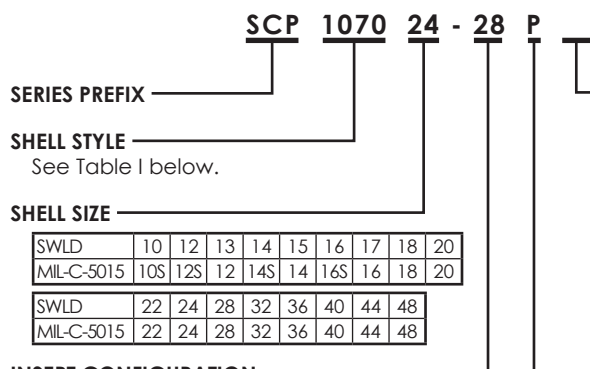 SCP 1070 24 - 28 P
SERIES PREFIX
SHELL STYLE
See Table I below.
SHELL SIZE
SWLD 10 12 13 14 15 16 17 18 20
MIL-C-5015 10S 12S 12 14S 14 16S 16 18 20
SWLD 22 24 28 32 36 40 44 48
MIL-C-5015 22 24 28 32 36 40 44 48
INSERT CONFIGURATION